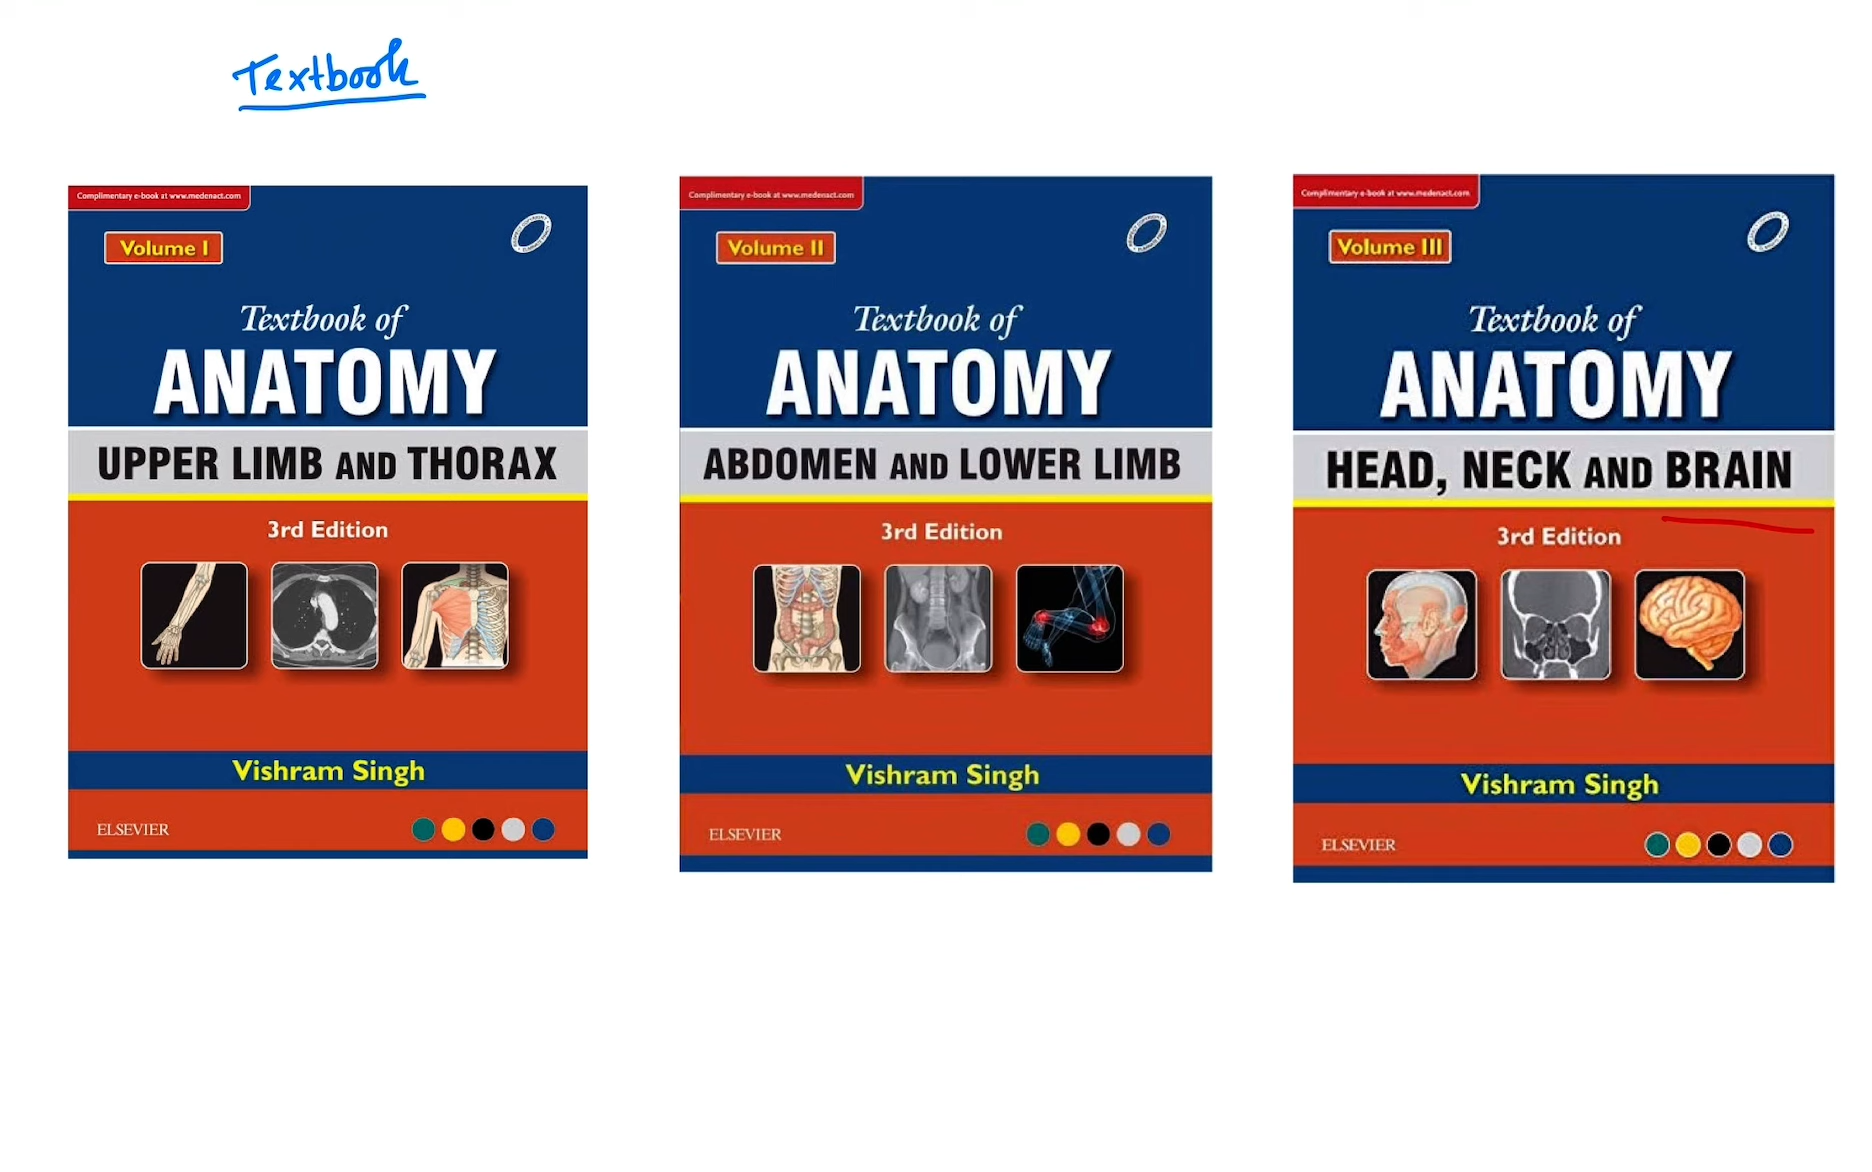 Textbook
Complimentary e-book at www.medenact.com
Volume I
Textbook of
ANATOMY
UPPER LIMB AND THORAX
3rd Edition
Vishram Singh
ELSEVIER
Complimentary e-book at www.medenact.com
Volume II
Textbook of
ANATOMY
ABDOMEN AND LOWER LIMB
3rd Edition
Vishram Singh
ELSEVIER
Complimentary e-book at www.medenact.com
Volume III
Textbook of
ANATOMY
HEAD, NECK AND BRAIN
3rd Edition
Vishram Singh
ELSEVIER